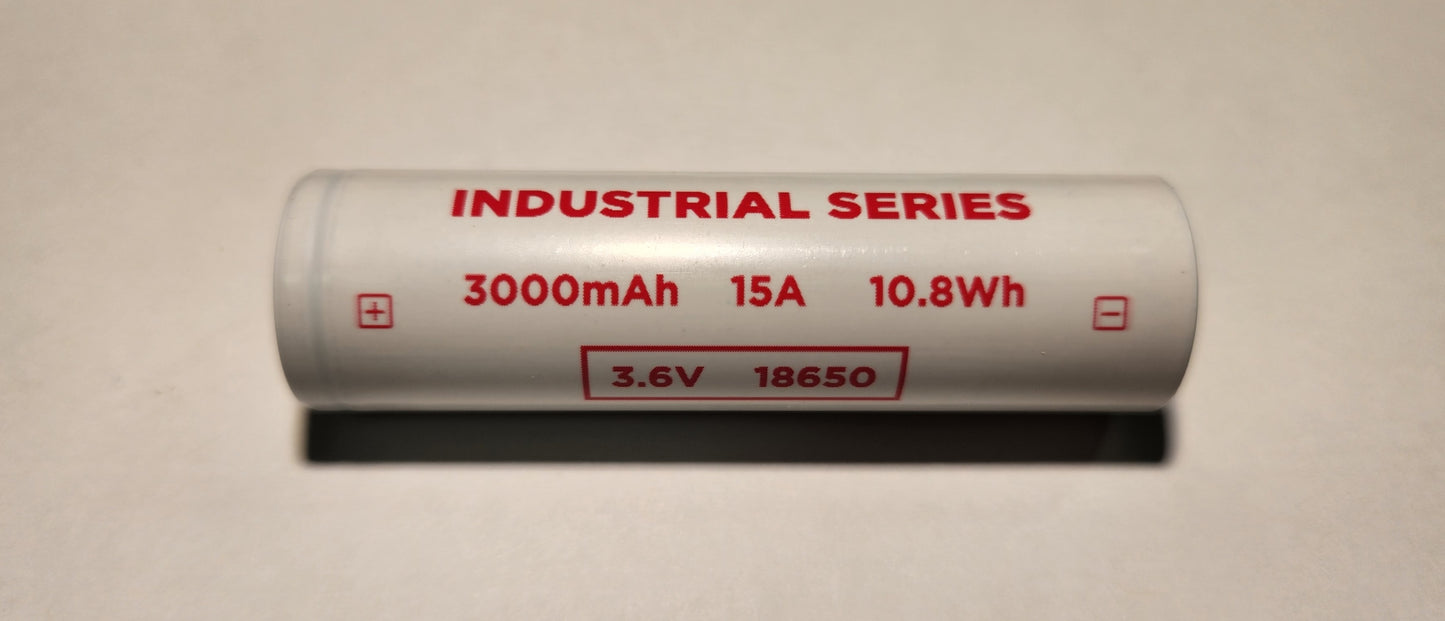 INDUSTRIAL SERIES
3000mAh 15A 10.8Wh
+ −
3.6V 18650